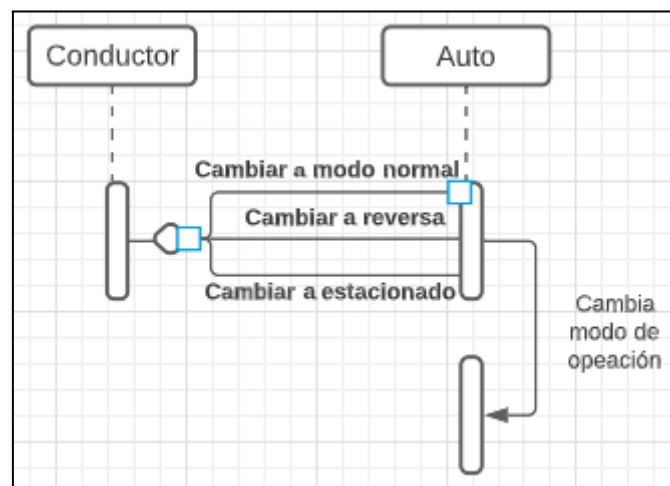 Conductor
Auto
Cambiar a modo normal
Cambiar a reversa
Cambiar a estacionado
Cambia
modo de
opeación